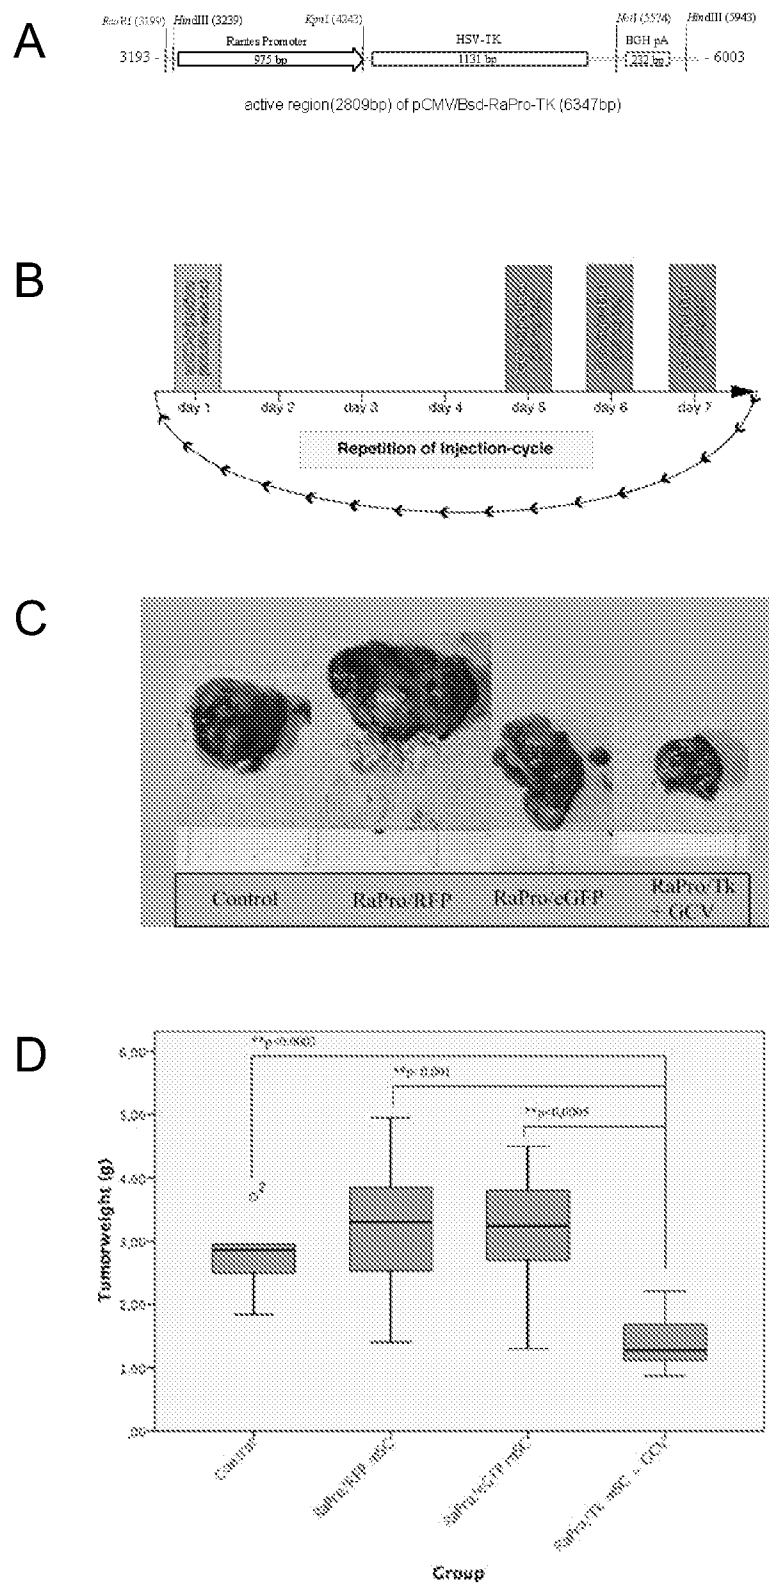 A
HindIII (3239)
KpnI (4242)
NotI (5574)
HindIII (5943)
Rantes Promoter
HSV-TK
BGH pA
3193 -
975 bp
1131 bp
232 bp
- 6003
active region(2809bp) of pCMV/Bsd-RaPro-TK (6347bp)
B
day 1
day 2
day 3
day 4
day 5
day 6
day 7
Repetition of Injection-cycle
C
Control
RaPro/RFP
RaPro/eGFP
RaPro/Tk
GCV
D
**p<0.0002
**p<.001
**p<0.0005
6.00
5.00
4.00
3.00
2.00
1.00
.00
Tumorweight (g)
Control
RaPro/RFP mSC
RaPro/eGFP mSC
RaPro/TK mSC + GCV
Group